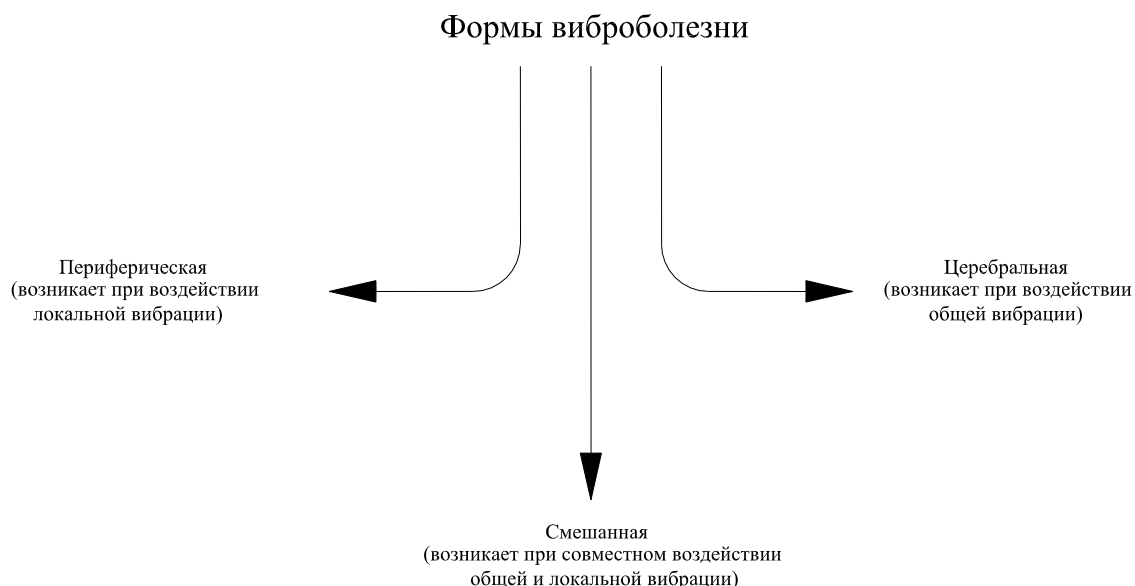 Формы виброболезни
Периферическая
(возникает при воздействии
локальной вибрации)
Церебральная
(возникает при воздействии
общей вибрации)
Смешанная
(возникает при совместном воздействии
общей и локальной вибрации)